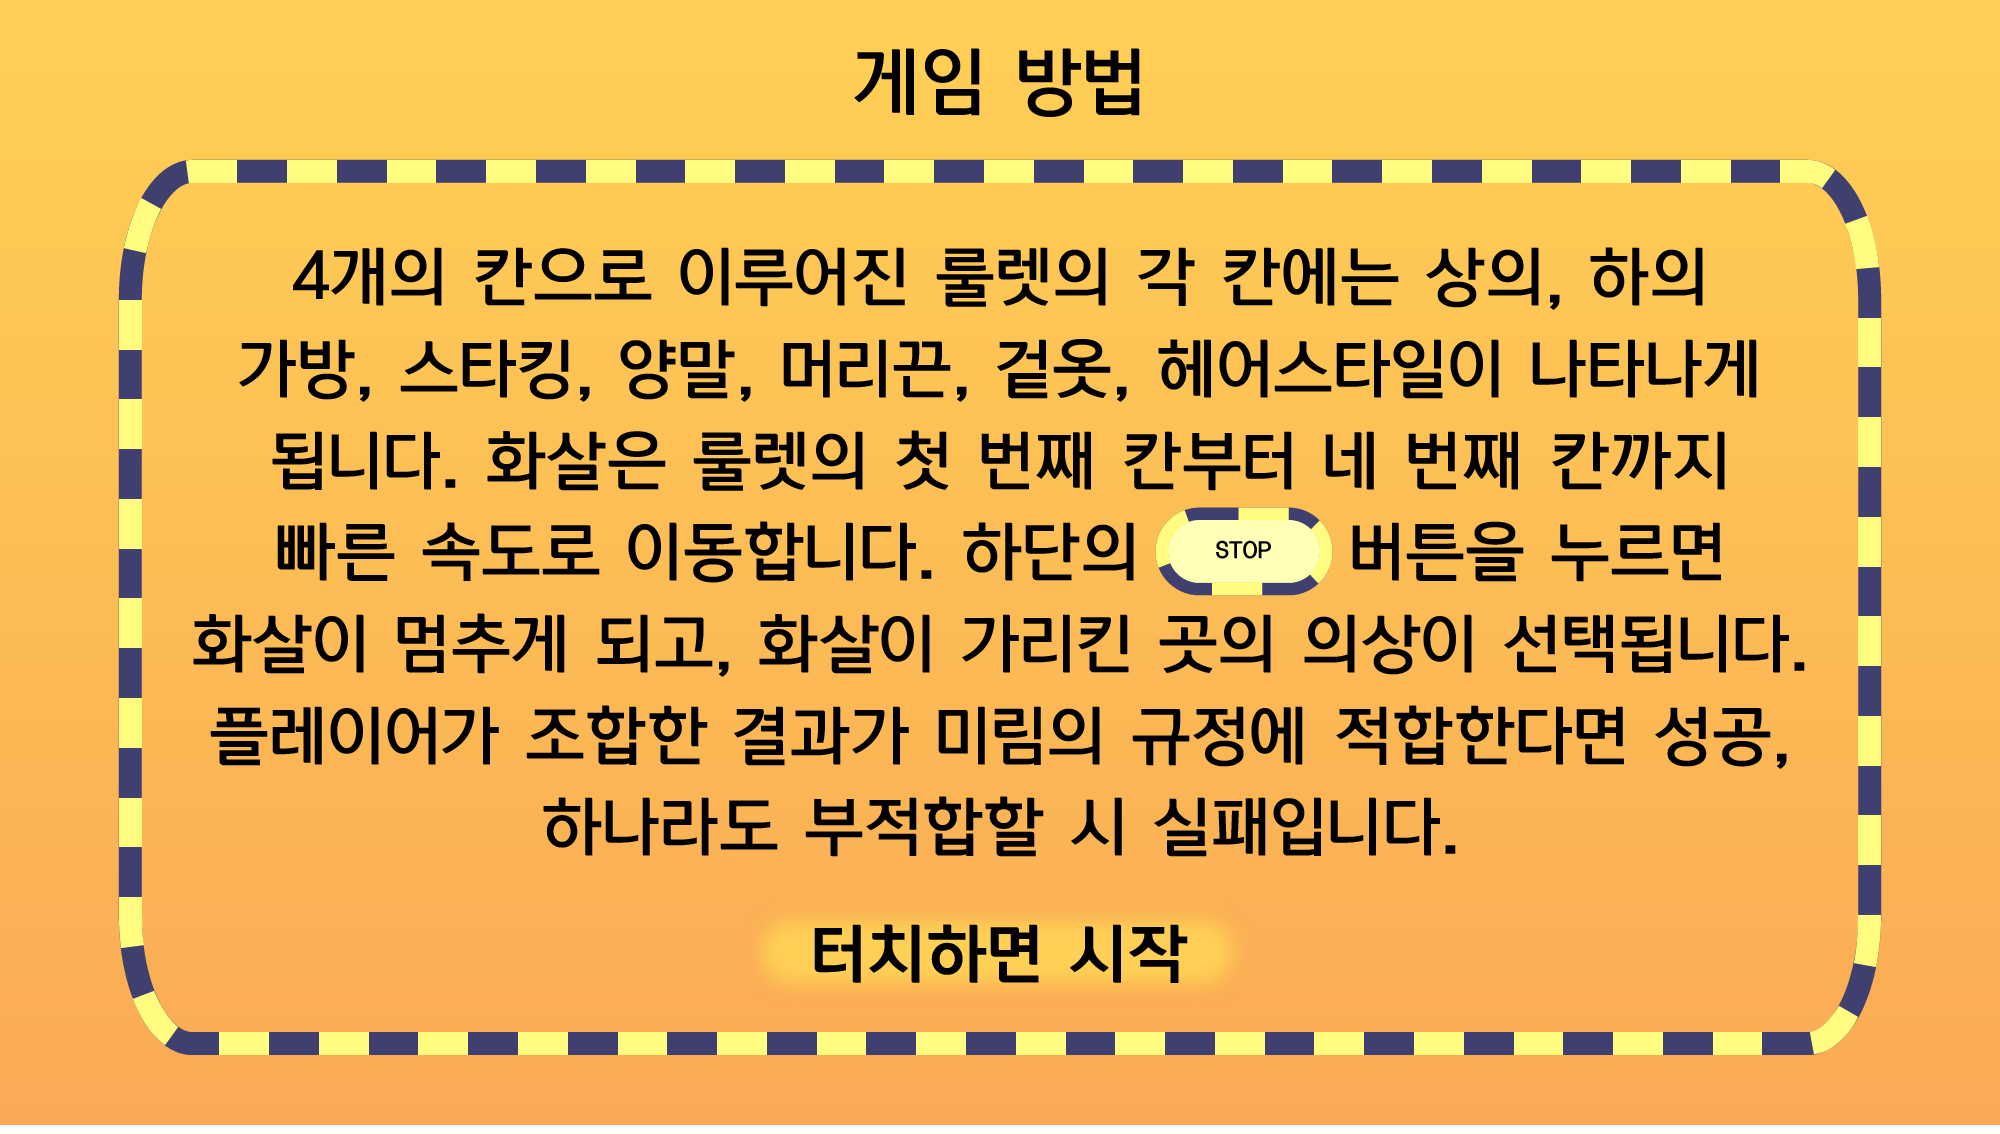 게임 방법
4개의 칸으로 이루어진 룰렛의 각 칸에는 상의, 하의
가방, 스타킹, 양말, 머리끈, 겉옷, 헤어스타일이 나타나게
됩니다. 화살은 룰렛의 첫 번째 칸부터 네 번째 칸까지
빠른 속도로 이동합니다. 하단의 STOP 버튼을 누르면
화살이 멈추게 되고, 화살이 가리킨 곳의 의상이 선택됩니다.
플레이어가 조합한 결과가 미림의 규정에 적합한다면 성공,
하나라도 부적합할 시 실패입니다.
터치하면 시작